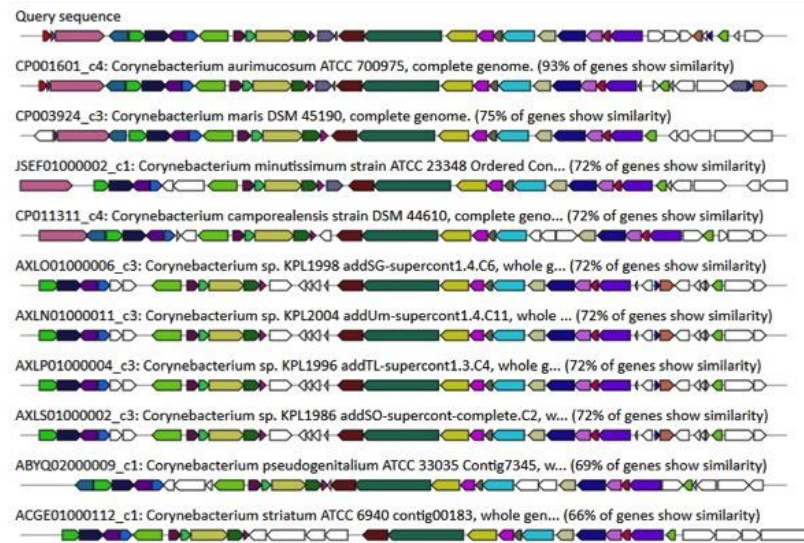 Query sequence
CP001601_c4: Corynebacterium aurimucosum ATCC 700975, complete genome. (93% of genes show similarity)
CP003924_c3: Corynebacterium maris DSM 45190, complete genome. (75% of genes show similarity)
JSEF01000002_c1: Corynebacterium minutissimum strain ATCC 23348 Ordered Con... (72% of genes show similarity)
CP011311_c4: Corynebacterium camporealensis strain DSM 44610, complete geno... (72% of genes show similarity)
AXLO01000006_c3: Corynebacterium sp. KPL1998 addSG-supercont1.4.C6, whole g... (72% of genes show similarity)
AXLN01000011_c3: Corynebacterium sp. KPL2004 addUm-supercont1.4.C11, whole ... (72% of genes show similarity)
AXLP01000004_c3: Corynebacterium sp. KPL1996 addTL-supercont1.3.C4, whole g... (72% of genes show similarity)
AXLS01000002_c3: Corynebacterium sp. KPL1986 addSO-supercont-complete.C2, w... (72% of genes show similarity)
ABYQ02000009_c1: Corynebacterium pseudogenitalium ATCC 33035 Contig7345, w... (69% of genes show similarity)
ACGE01000112_c1: Corynebacterium striatum ATCC 6940 contig00183, whole gen... (66% of genes show similarity)